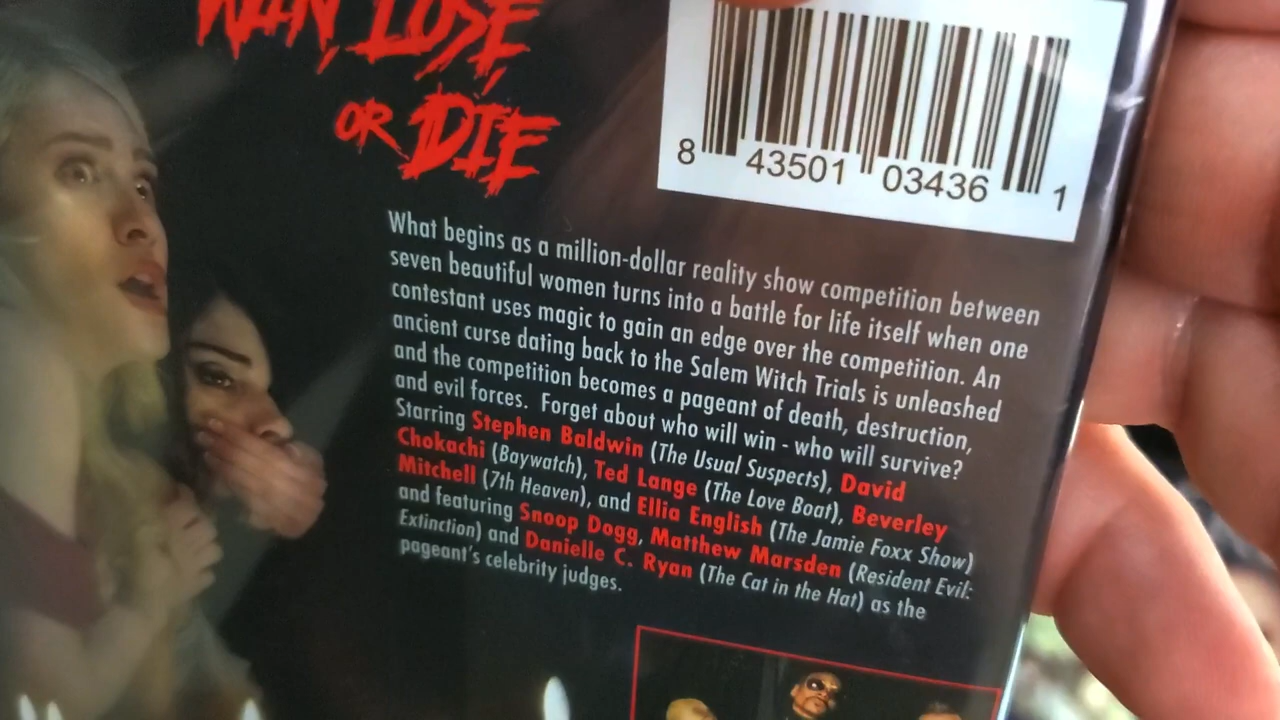 WIN, LOSE,
OR DIE
8 43501 03436 1
What begins as a million-dollar reality show competition between
seven beautiful women turns into a battle for life itself when one
contestant uses magic to gain an edge over the competition. An
ancient curse dating back to the Salem Witch Trials is unleashed
and the competition becomes a pageant of death, destruction,
and evil forces. Forget about who will win - who will survive?
Starring Stephen Baldwin (The Usual Suspects), David
Chokachi (Baywatch), Ted Lange (The Love Boat), Beverley
Mitchell (7th Heaven), and Ellia English (The Jamie Foxx Show)
and featuring Snoop Dogg, Matthew Marsden (Resident Evil:
Extinction) and Danielle C. Ryan (The Cat in the Hat) as the
pageant's celebrity judges.